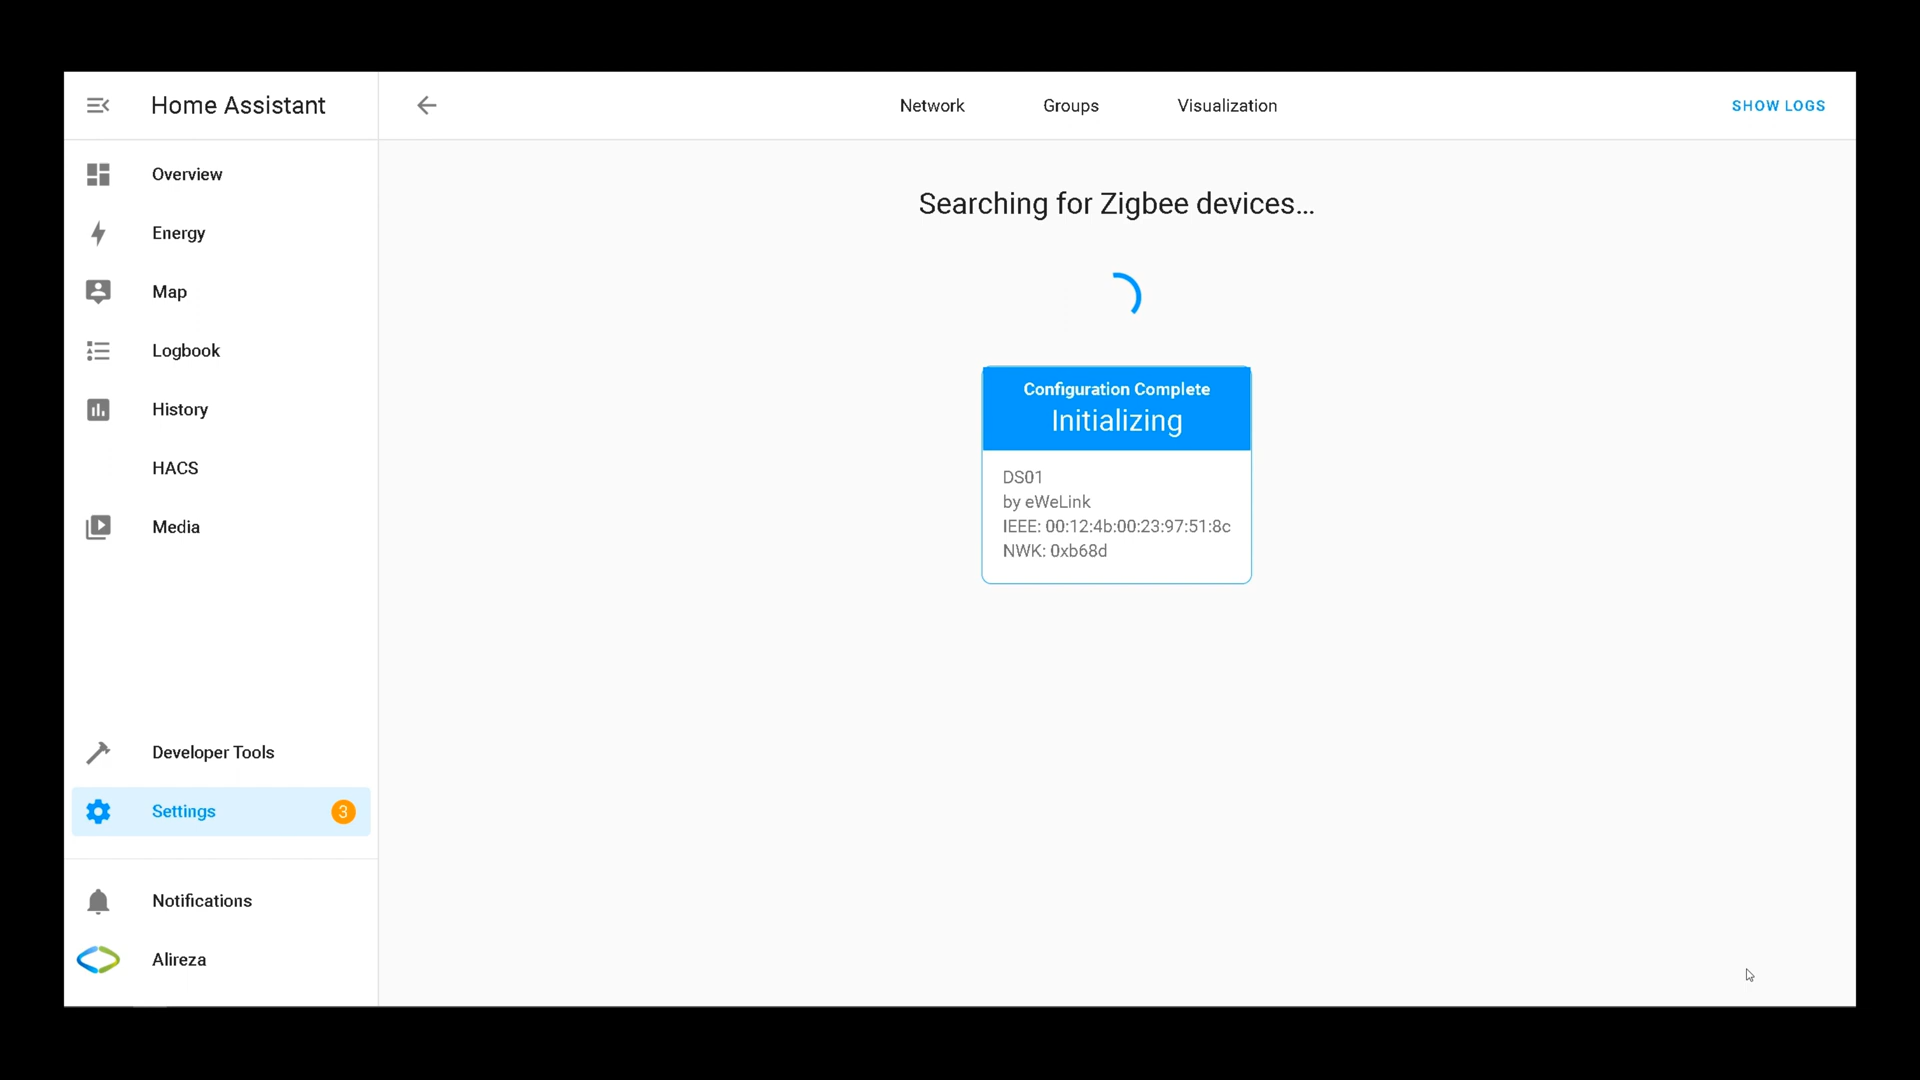 Home Assistant
Network
Groups
Visualization
SHOW LOGS
Overview
Energy
Map
Logbook
History
HACS
Media
Developer Tools
Settings
3
Notifications
Alireza
Searching for Zigbee devices...
Configuration Complete
Initializing
DS01
by eWeLink
IEEE: 00:12:4b:00:23:97:51:8c
NWK: 0xb68d